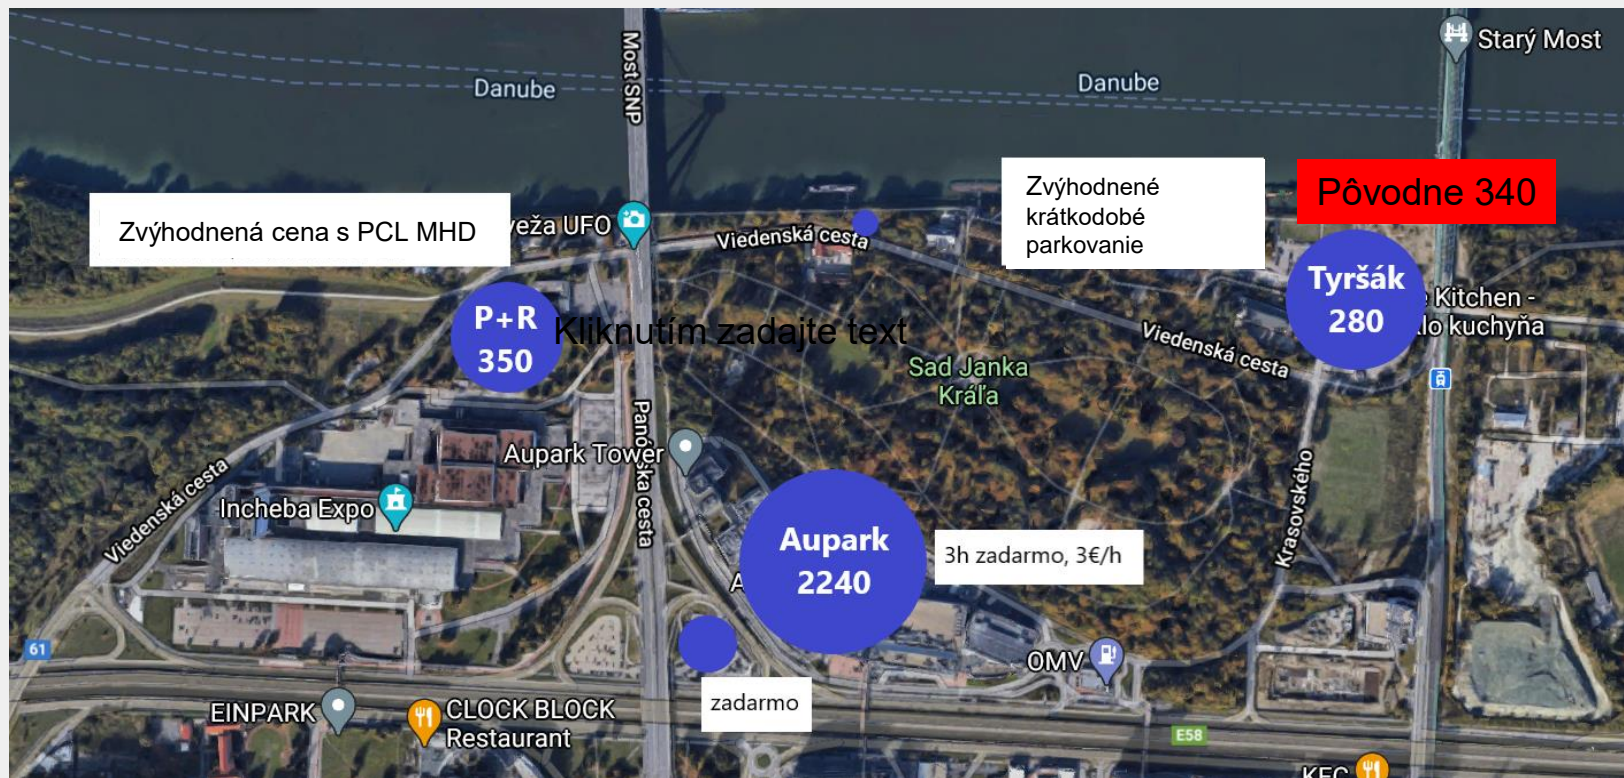 Starý Most
Most SNP
Danube
Danube
Zvýhodnené
krátkodobé
parkovanie
Pôvodne 340
Zvýhodnená cena s PCL MHD
veža UFO
Viedenská cesta
Tyršák
280
Kitchen -
kuchyňa
P+R
350
Kliknutím zadajte text
Viedenská cesta
Sad Janka
Kráľa
Aupark Tower
Panónska cesta
Viedenská cesta
Incheba Expo
Krasovského
Aupark
2240
3h zadarmo, 3€/h
A
61
OMV
zadarmo
EINPARK
CLOCK BLOCK
Restaurant
E58
KFC